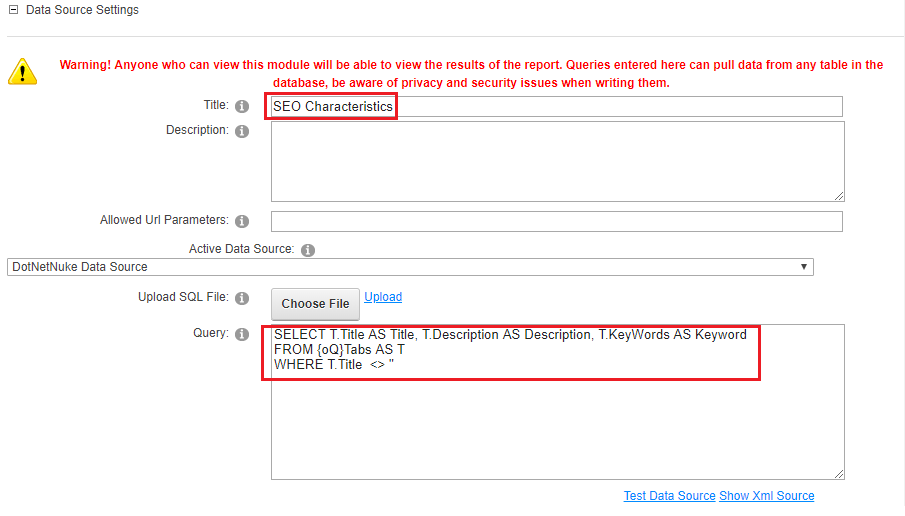 Data Source Settings
Warning! Anyone who can view this module will be able to view the results of the report. Queries entered here can pull data from any table in the
database, be aware of privacy and security issues when writing them.
Title:
SEO Characteristics
Description:
Allowed Url Parameters:
Active Data Source:
DotNetNuke Data Source
Upload SQL File:
Choose File
Upload
Query:
SELECT T.Title AS Title, T.Description AS Description, T.KeyWords AS Keyword
FROM {oQ}Tabs AS T
WHERE T.Title  <> ''
Test Data Source Show Xml Source